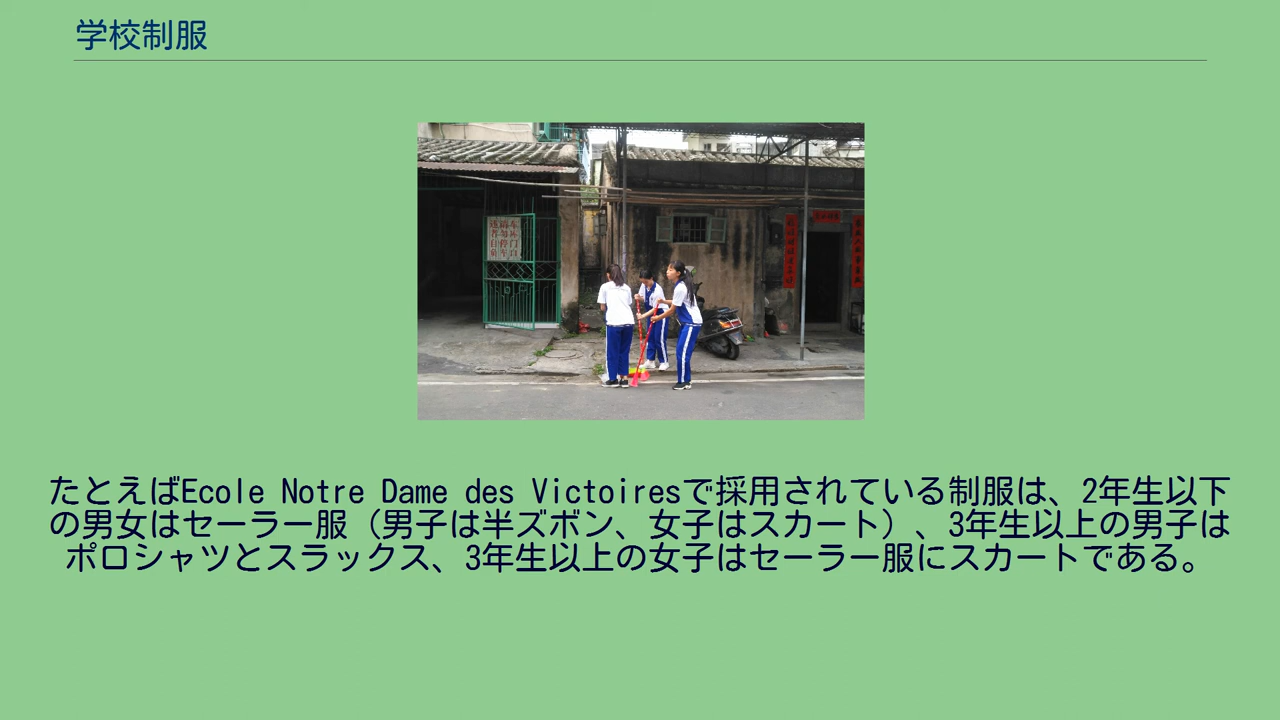 学校制服
たとえばEcole Notre Dame des Victoiresで採用されている制服は、2年生以下
の男女はセーラー服（男子は半ズボン、女子はスカート）、3年生以上の男子は
ポロシャツとスラックス、3年生以上の女子はセーラー服にスカートである。